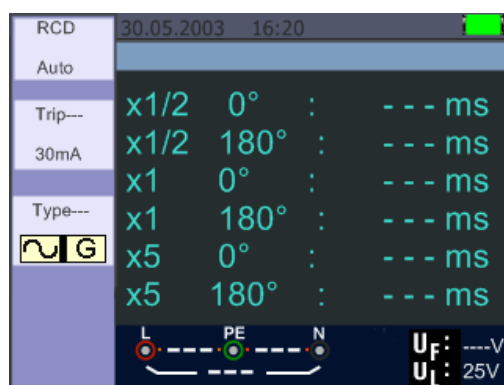 RCD
Auto
Trip---
30mA
Type---
G
30.05.2003 16:20
x1/2 0° : - - - ms
x1/2 180° : - - - ms
x1 0° : - - - ms
x1 180° : - - - ms
x5 0° : - - - ms
x5 180° : - - - ms
L PE N
UF: ----V
UL: 25V